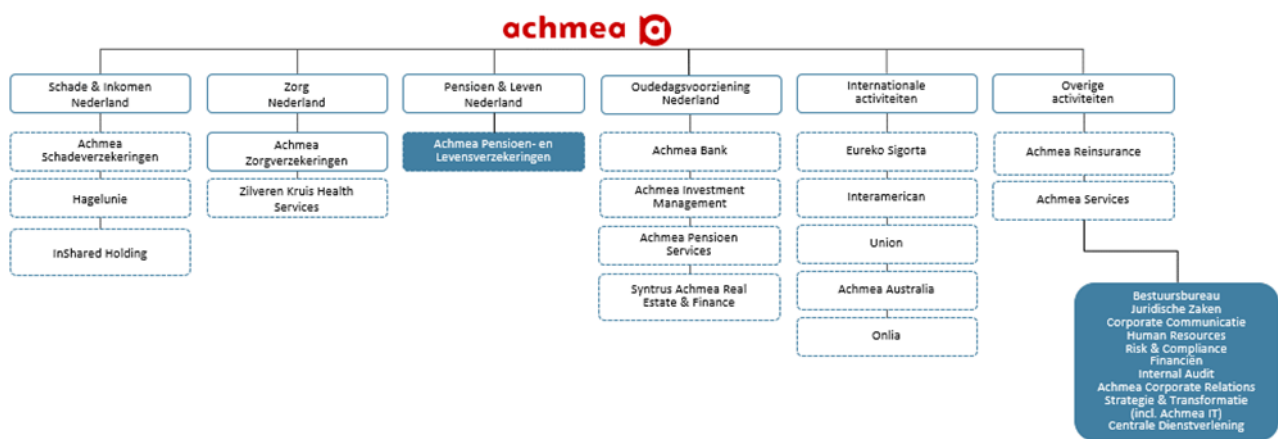 achmea
Schade & Inkomen
Nederland
Achmea
Schadeverzekeringen
Hagelunie
InShared Holding
Zorg
Nederland
Achmea
Zorgverzekeringen
Zilveren Kruis Health
Services
Pensioen & Leven
Nederland
Achmea Pensioen- en
Levensverzekeringen
Oudedagsvoorziening
Nederland
Achmea Bank
Achmea Investment
Management
Achmea Pensioen
Services
Syntrus Achmea Real
Estate & Finance
Internationale
activiteiten
Eureko Sigorta
Interamerican
Union
Achmea Australia
Onlia
Overige
activiteiten
Achmea Reinsurance
Achmea Services
Bestuursbureau
Juridische Zaken
Corporate Communicatie
Human Resources
Risk & Compliance
Financiën
Internal Audit
Achmea Corporate Relations
Strategie & Transformatie
(incl. Achmea IT)
Centrale Dienstverlening